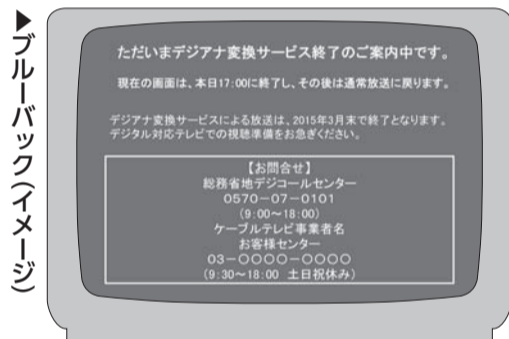 ▶ブルーバック(イメージ)
ただいまデジアナ変換サービス終了のご案内中です。
現在の画面は、本日17:00に終了し、その後は通常放送に戻ります。
デジアナ変換サービスによる放送は、2015年3月末で終了となります。
デジタル対応テレビでの視聴準備をお急ぎください。
【お問合せ】
総務省地デジコールセンター
0570-07-0101
(9:00~18:00)
ケーブルテレビ事業者名
お客様センター
03-〇〇〇〇-〇〇〇〇
(9:30~18:00 土日祝休み)